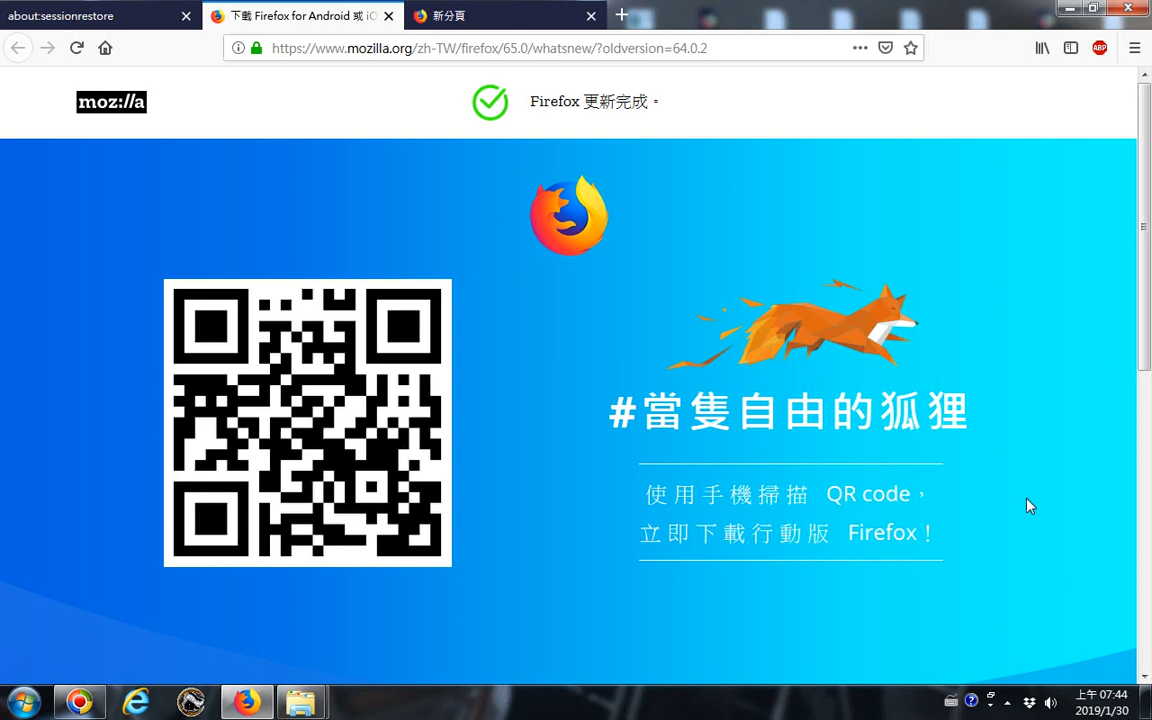 about:sessionrestore
下載 Firefox for Android 或 iO
新分頁
https://www.mozilla.org/zh-TW/firefox/65.0/whatsnew/?oldversion=64.0.2
ABP
moz://a
Firefox 更新完成。
#當隻自由的狐狸
使用手機掃描 QR code，
立即下載行動版 Firefox！
上午 07:44
2019/1/30